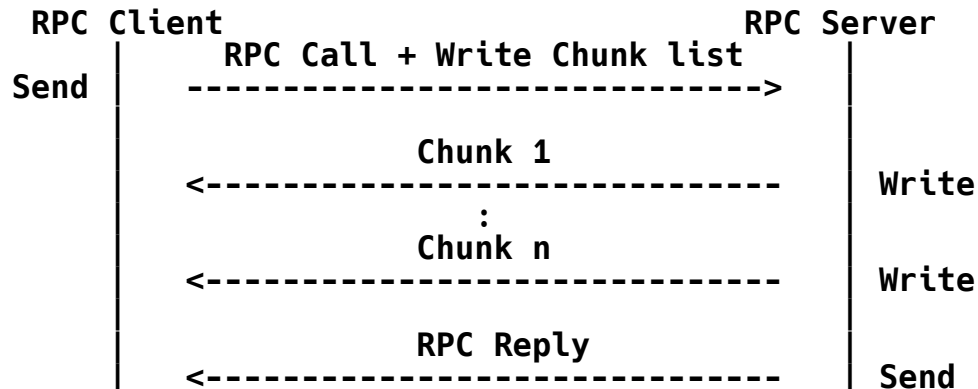 RPC Client                           RPC Server
    |     RPC Call + Write Chunk list     |
Send |   ------------------------------>   |
    |                                     |
    |               Chunk 1               |
    |   <------------------------------   | Write
    |                  :                  |
    |               Chunk n               |
    |   <------------------------------   | Write
    |                                     |
    |               RPC Reply             |
    |   <------------------------------   | Send